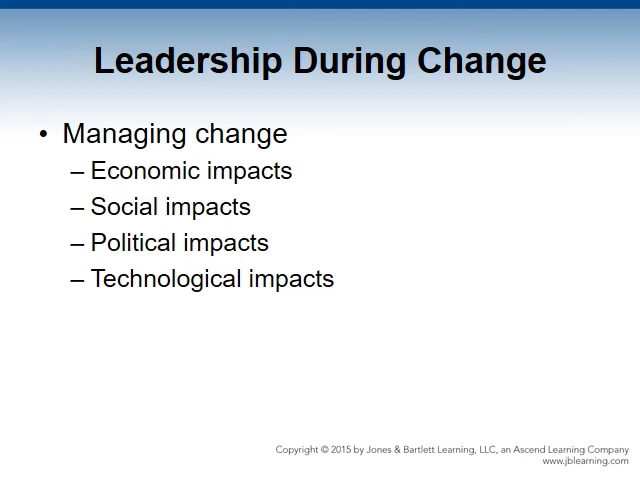 Leadership During Change
• Managing change
– Economic impacts
– Social impacts
– Political impacts
– Technological impacts
Copyright © 2015 by Jones & Bartlett Learning, LLC, an Ascend Learning Company
www.jblearning.com